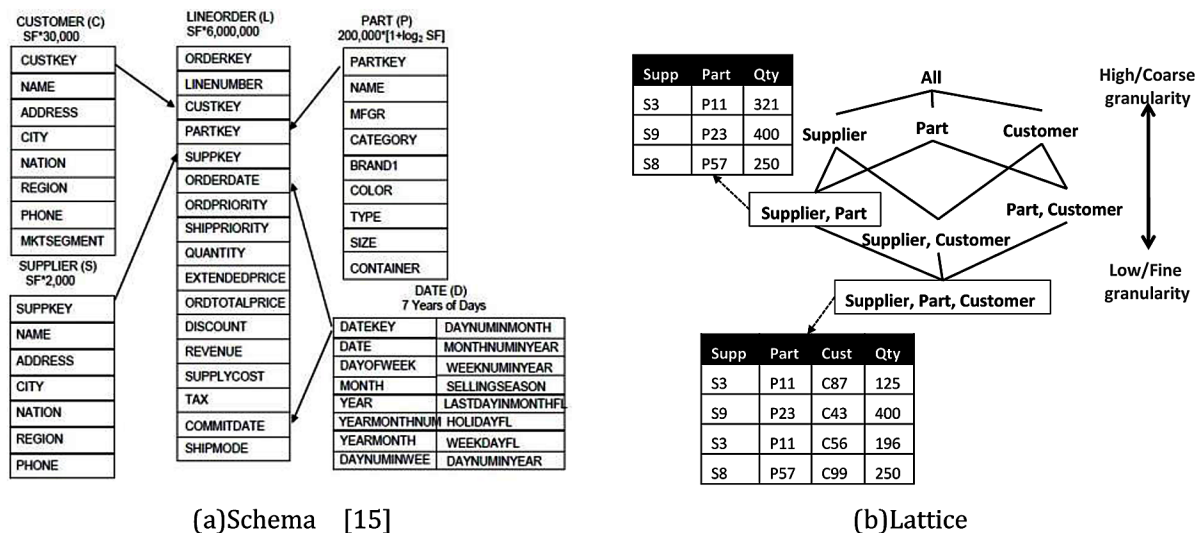 CUSTOMER (C)
SF*30,000
CUSTKEY
NAME
ADDRESS
CITY
NATION
REGION
PHONE
MKTSEGMENT
SUPPLIER (S)
SF*2,000
SUPPKEY
NAME
ADDRESS
CITY
NATION
REGION
PHONE
LINEORDER (L)
SF*6,000,000
ORDERKEY
LINENUMBER
CUSTKEY
PARTKEY
SUPPKEY
ORDERDATE
ORDPRIORITY
SHIPPRIORITY
QUANTITY
EXTENDEDPRICE
ORDTOTALPRICE
DISCOUNT
REVENUE
SUPPLYCOST
TAX
COMMITDATE
SHIPMODE
PART (P)
200,000*[1+log₂ SF]
PARTKEY
NAME
MFGR
CATEGORY
BRAND1
COLOR
TYPE
SIZE
CONTAINER
DATE (D)
7 Years of Days
DATEKEY DAYNUMINMONTH
DATE MONTHNUMINYEAR
DAYOFWEEK WEEKNUMINYEAR
MONTH SELLINGSEASON
YEAR LASTDAYINMONTHFL
YEARMONTHNUM HOLIDAYFL
YEARMONTH WEEKDAYFL
DAYNUMINWEE DAYNUMINYEAR
(a)Schema [15]
Supp Part Qty
S3 P11 321
S9 P23 400
S8 P57 250
All
Supplier Part Customer
Supplier, Part
Supplier, Customer
Part, Customer
Supplier, Part, Customer
High/Coarse
granularity
Low/Fine
granularity
Supp Part Cust Qty
S3 P11 C87 125
S9 P23 C43 400
S3 P11 C56 196
S8 P57 C99 250
(b)Lattice